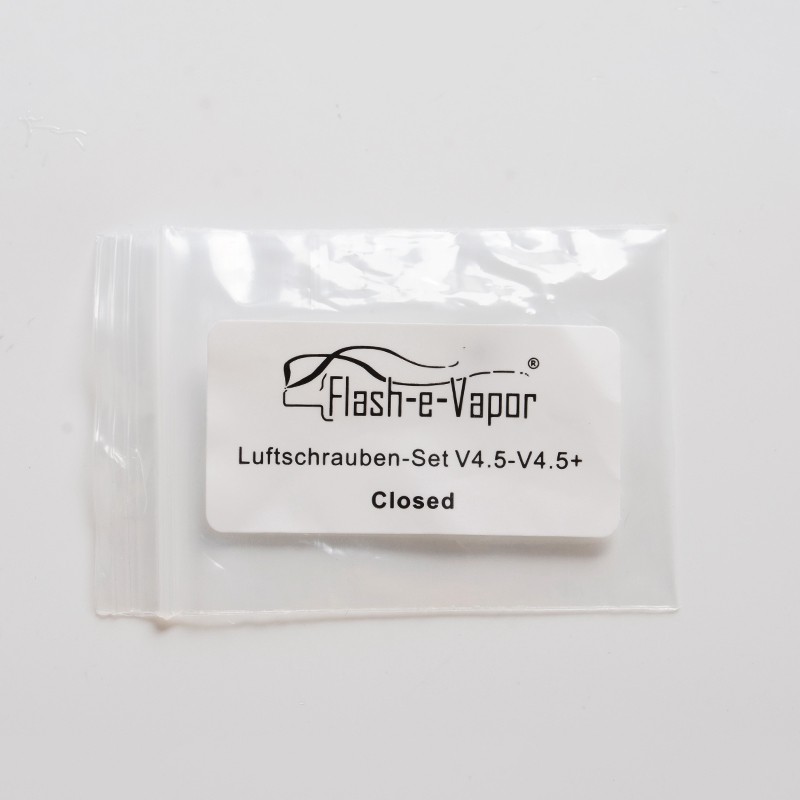 Flash-e-Vapor®
Luftschrauben-Set V4.5-V4.5+
Closed